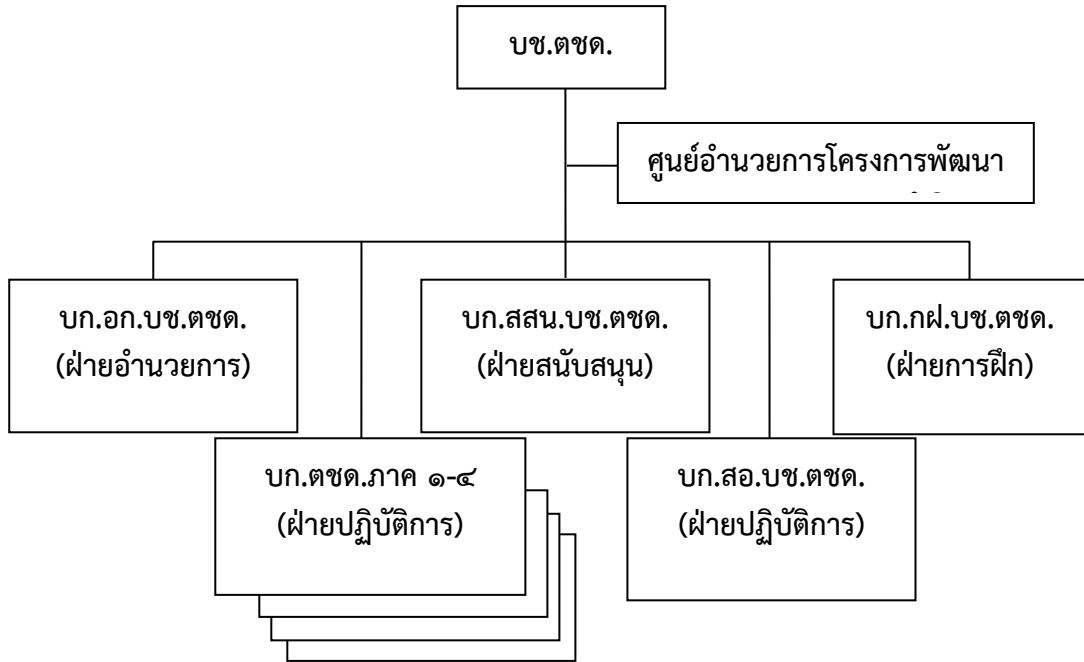 บช.ตชด.
ศูนย์อำนวยการโครงการพัฒนา
บก.อก.บช.ตชด.
(ฝ่ายอำนวยการ)
บก.สสน.บช.ตชด.
(ฝ่ายสนับสนุน)
บก.กฝ.บช.ตชด.
(ฝ่ายการฝึก)
บก.ตชด.ภาค ๑-๔
(ฝ่ายปฏิบัติการ)
บก.สอ.บช.ตชด.
(ฝ่ายปฏิบัติการ)